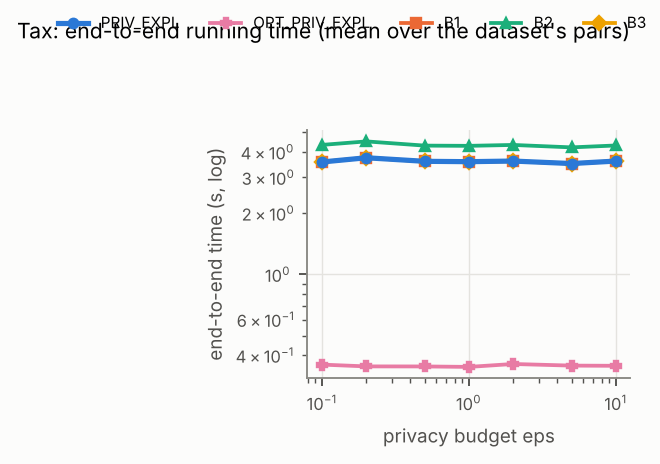 PRIV_EXPL OPT_PRIV_EXPL B1 B2 B3
Tax: end-to-end running time (mean over the dataset's pairs)
end-to-end time (s, log)
4 × 10⁰
3 × 10⁰
2 × 10⁰
10⁰
6 × 10⁻¹
4 × 10⁻¹
10⁻¹ 10⁰ 10¹
privacy budget eps